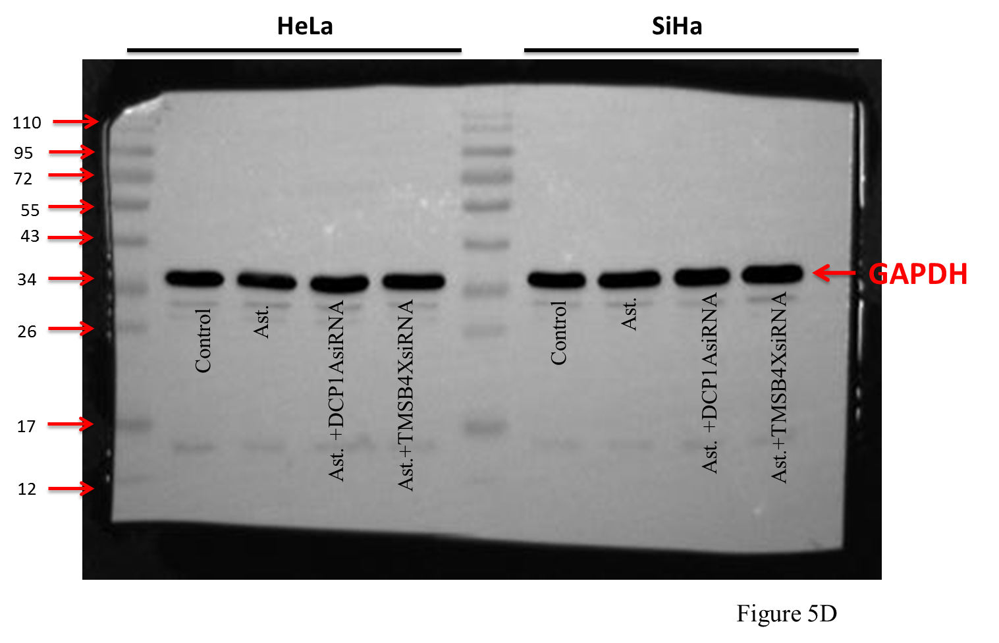 HeLa
SiHa
110
95
72
55
43
34
26
17
12
GAPDH
Control
Ast.
Ast. +DCP1AsiRNA
Ast.+TMSB4XsiRNA
Control
Ast.
Ast. +DCP1AsiRNA
Ast.+TMSB4XsiRNA
Figure 5D